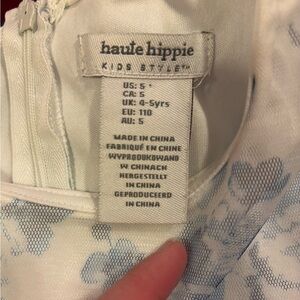 haute hippie
KIDS STYLE™
US: 5
CA: 5
UK: 4-5yrs
EU: 110
AU: 5
MADE IN CHINA
FABRIQUÉ EN CHINE
WYPRODUKOWANO
W CHINACH
HERGESTELLT
IN CHINA
GEPRODUCEERD
IN CHINA